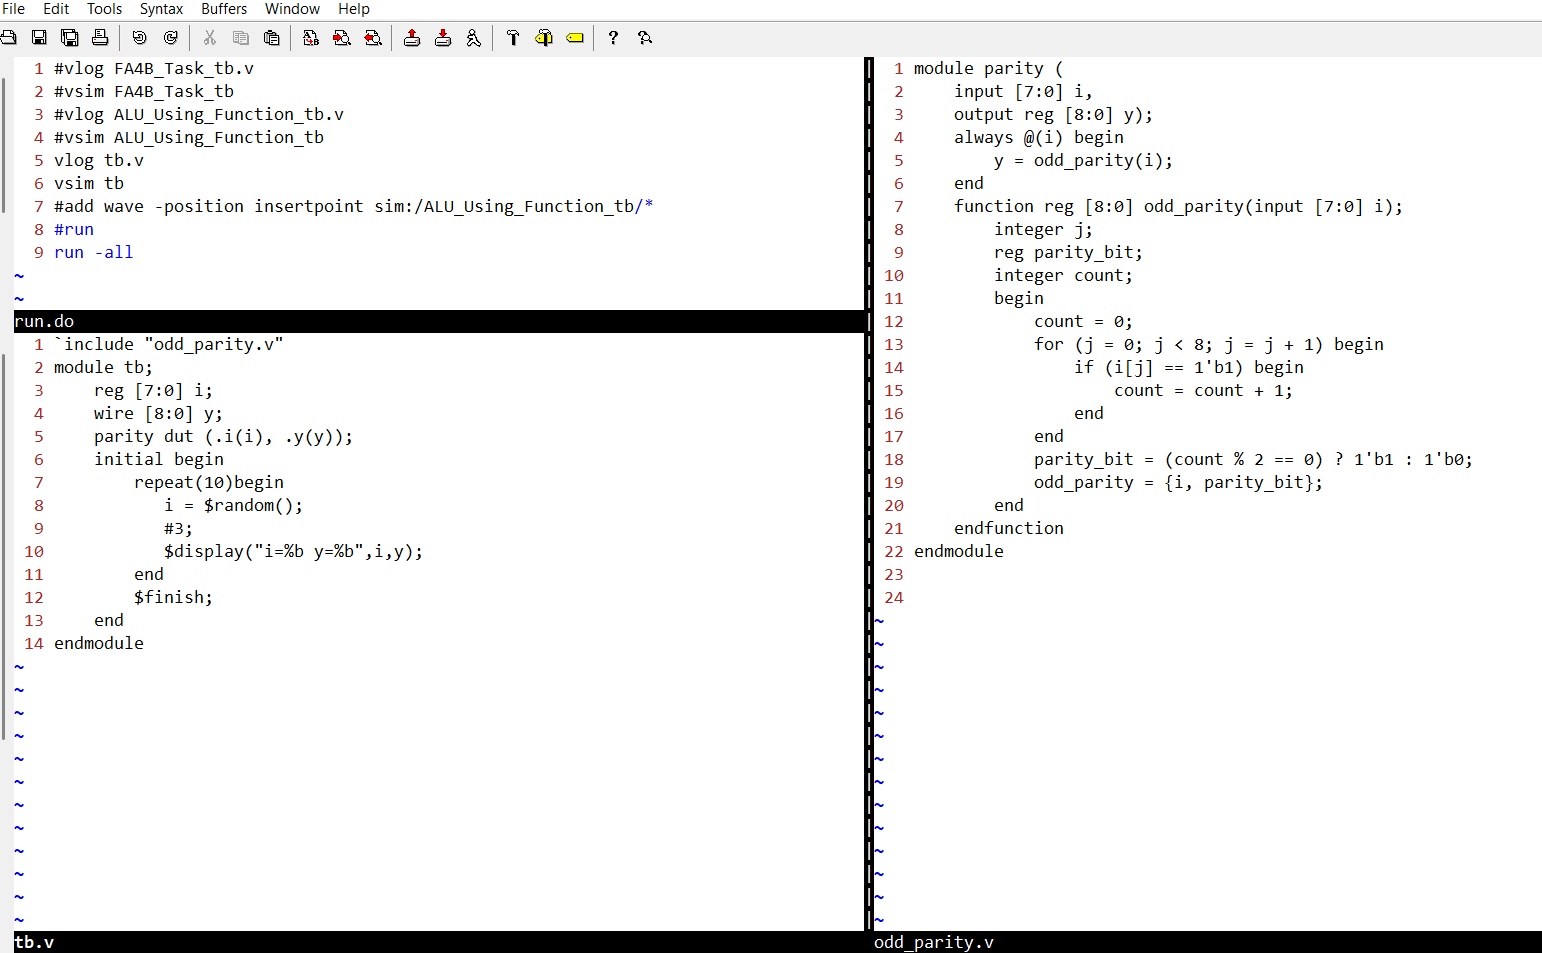 File Edit Tools Syntax Buffers Window Help
1 #vlog FA4B_Task_tb.v
2 #vsim FA4B_Task_tb
3 #vlog ALU_Using_Function_tb.v
4 #vsim ALU_Using_Function_tb
5 vlog tb.v
6 vsim tb
7 #add wave -position insertpoint sim:/ALU_Using_Function_tb/*
8 #run
9 run -all
~
~
run.do
1 `include "odd_parity.v"
2 module tb;
3     reg [7:0] i;
4     wire [8:0] y;
5     parity dut (.i(i), .y(y));
6     initial begin
7         repeat(10)begin
8            i = $random();
9            #3;
10            $display("i=%b y=%b",i,y);
11         end
12         $finish;
13     end
14 endmodule
~
~
~
~
~
~
~
~
~
~
~
~
tb.v
1 module parity (
2     input [7:0] i,
3     output reg [8:0] y);
4     always @(i) begin
5         y = odd_parity(i);
6     end
7     function reg [8:0] odd_parity(input [7:0] i);
8         integer j;
9         reg parity_bit;
10         integer count;
11         begin
12             count = 0;
13             for (j = 0; j < 8; j = j + 1) begin
14                 if (i[j] == 1'b1) begin
15                     count = count + 1;
16                 end
17             end
18             parity_bit = (count % 2 == 0) ? 1'b1 : 1'b0;
19             odd_parity = {i, parity_bit};
20         end
21     endfunction
22 endmodule
23
24
~
~
~
~
~
~
~
~
~
~
~
~
~
~
odd_parity.v